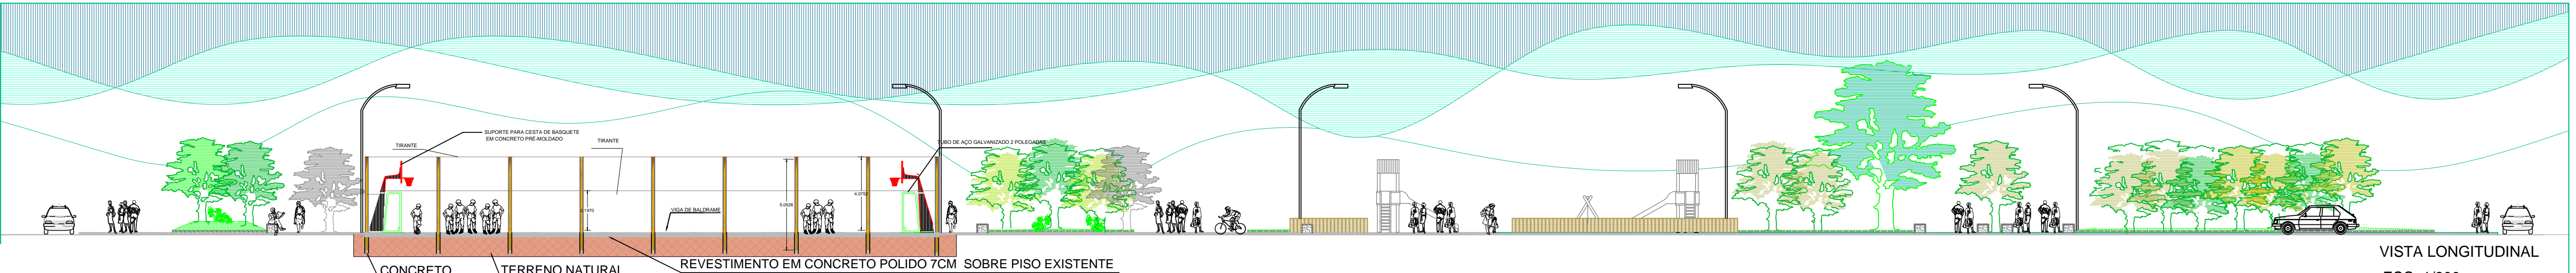 SUPORTE PARA CESTA DE BASQUETE
EM CONCRETO PRÉ-MOLDADO
TIRANTE
TIRANTE
TUBO DE AÇO GALVANIZADO 2 POLEGADAS
VIGA DE BALDRAME
CONCRETO
TERRENO NATURAL
REVESTIMENTO EM CONCRETO POLIDO 7CM SOBRE PISO EXISTENTE
VISTA LONGITUDINAL